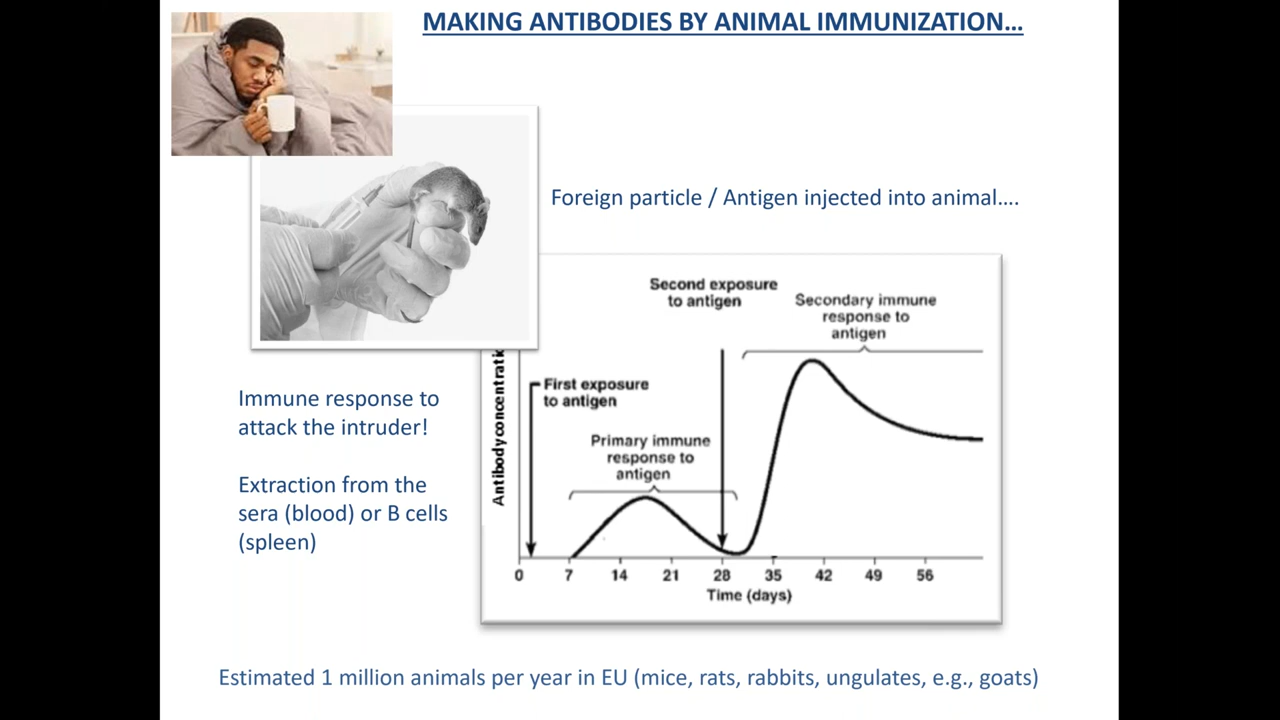 MAKING ANTIBODIES BY ANIMAL IMMUNIZATION…
Foreign particle / Antigen injected into animal….
Second exposure
to antigen
Secondary immune
response to
antigen
First exposure
to antigen
Primary immune
response to
antigen
Immune response to
attack the intruder!
Extraction from the
sera (blood) or B cells
(spleen)
0 7 14 21 28 35 42 49 56
Time (days)
Estimated 1 million animals per year in EU (mice, rats, rabbits, ungulates, e.g., goats)